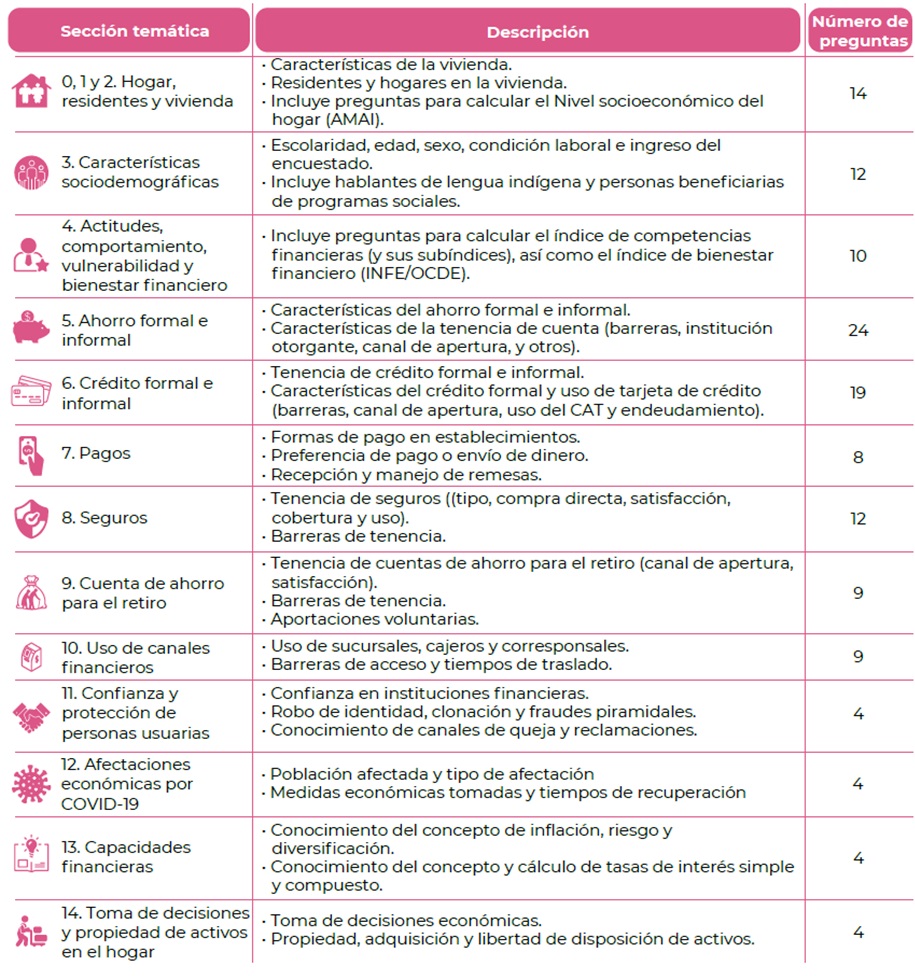 Sección temática
Descripción
Número de
preguntas
0, 1 y 2. Hogar,
residentes y vivienda
· Características de la vivienda.
· Residentes y hogares en la vivienda.
· Incluye preguntas para calcular el Nivel socioeconómico del
hogar (AMAI).
14
3. Características
sociodemográficas
· Escolaridad, edad, sexo, condición laboral e ingreso del
encuestado.
· Incluye hablantes de lengua indígena y personas beneficiarias
de programas sociales.
12
4. Actitudes,
comportamiento,
vulnerabilidad y
bienestar financiero
· Incluye preguntas para calcular el índice de competencias
financieras (y sus subíndices), así como el índice de bienestar
financiero (INFE/OCDE).
10
5. Ahorro formal e
informal
· Características del ahorro formal e informal.
· Características de la tenencia de cuenta (barreras, institución
otorgante, canal de apertura, y otros).
24
6. Crédito formal e
informal
· Tenencia de crédito formal e informal.
· Características del crédito formal y uso de tarjeta de crédito
(barreras, canal de apertura, uso del CAT y endeudamiento).
19
7. Pagos
· Formas de pago en establecimientos.
· Preferencia de pago o envío de dinero.
· Recepción y manejo de remesas.
8
8. Seguros
· Tenencia de seguros ((tipo, compra directa, satisfacción,
cobertura y uso).
· Barreras de tenencia.
12
9. Cuenta de ahorro
para el retiro
· Tenencia de cuentas de ahorro para el retiro (canal de apertura,
satisfacción).
· Barreras de tenencia.
· Aportaciones voluntarias.
9
10. Uso de canales
financieros
· Uso de sucursales, cajeros y corresponsales.
· Barreras de acceso y tiempos de traslado.
9
11. Confianza y
protección de
personas usuarias
· Confianza en instituciones financieras.
· Robo de identidad, clonación y fraudes piramidales.
· Conocimiento de canales de queja y reclamaciones.
4
12. Afectaciones
económicas por
COVID-19
· Población afectada y tipo de afectación
· Medidas económicas tomadas y tiempos de recuperación
4
13. Capacidades
financieras
· Conocimiento del concepto de inflación, riesgo y
diversificación.
· Conocimiento del concepto y cálculo de tasas de interés simple
y compuesto.
4
14. Toma de decisiones
y propiedad de activos
en el hogar
· Toma de decisiones económicas.
· Propiedad, adquisición y libertad de disposición de activos.
4